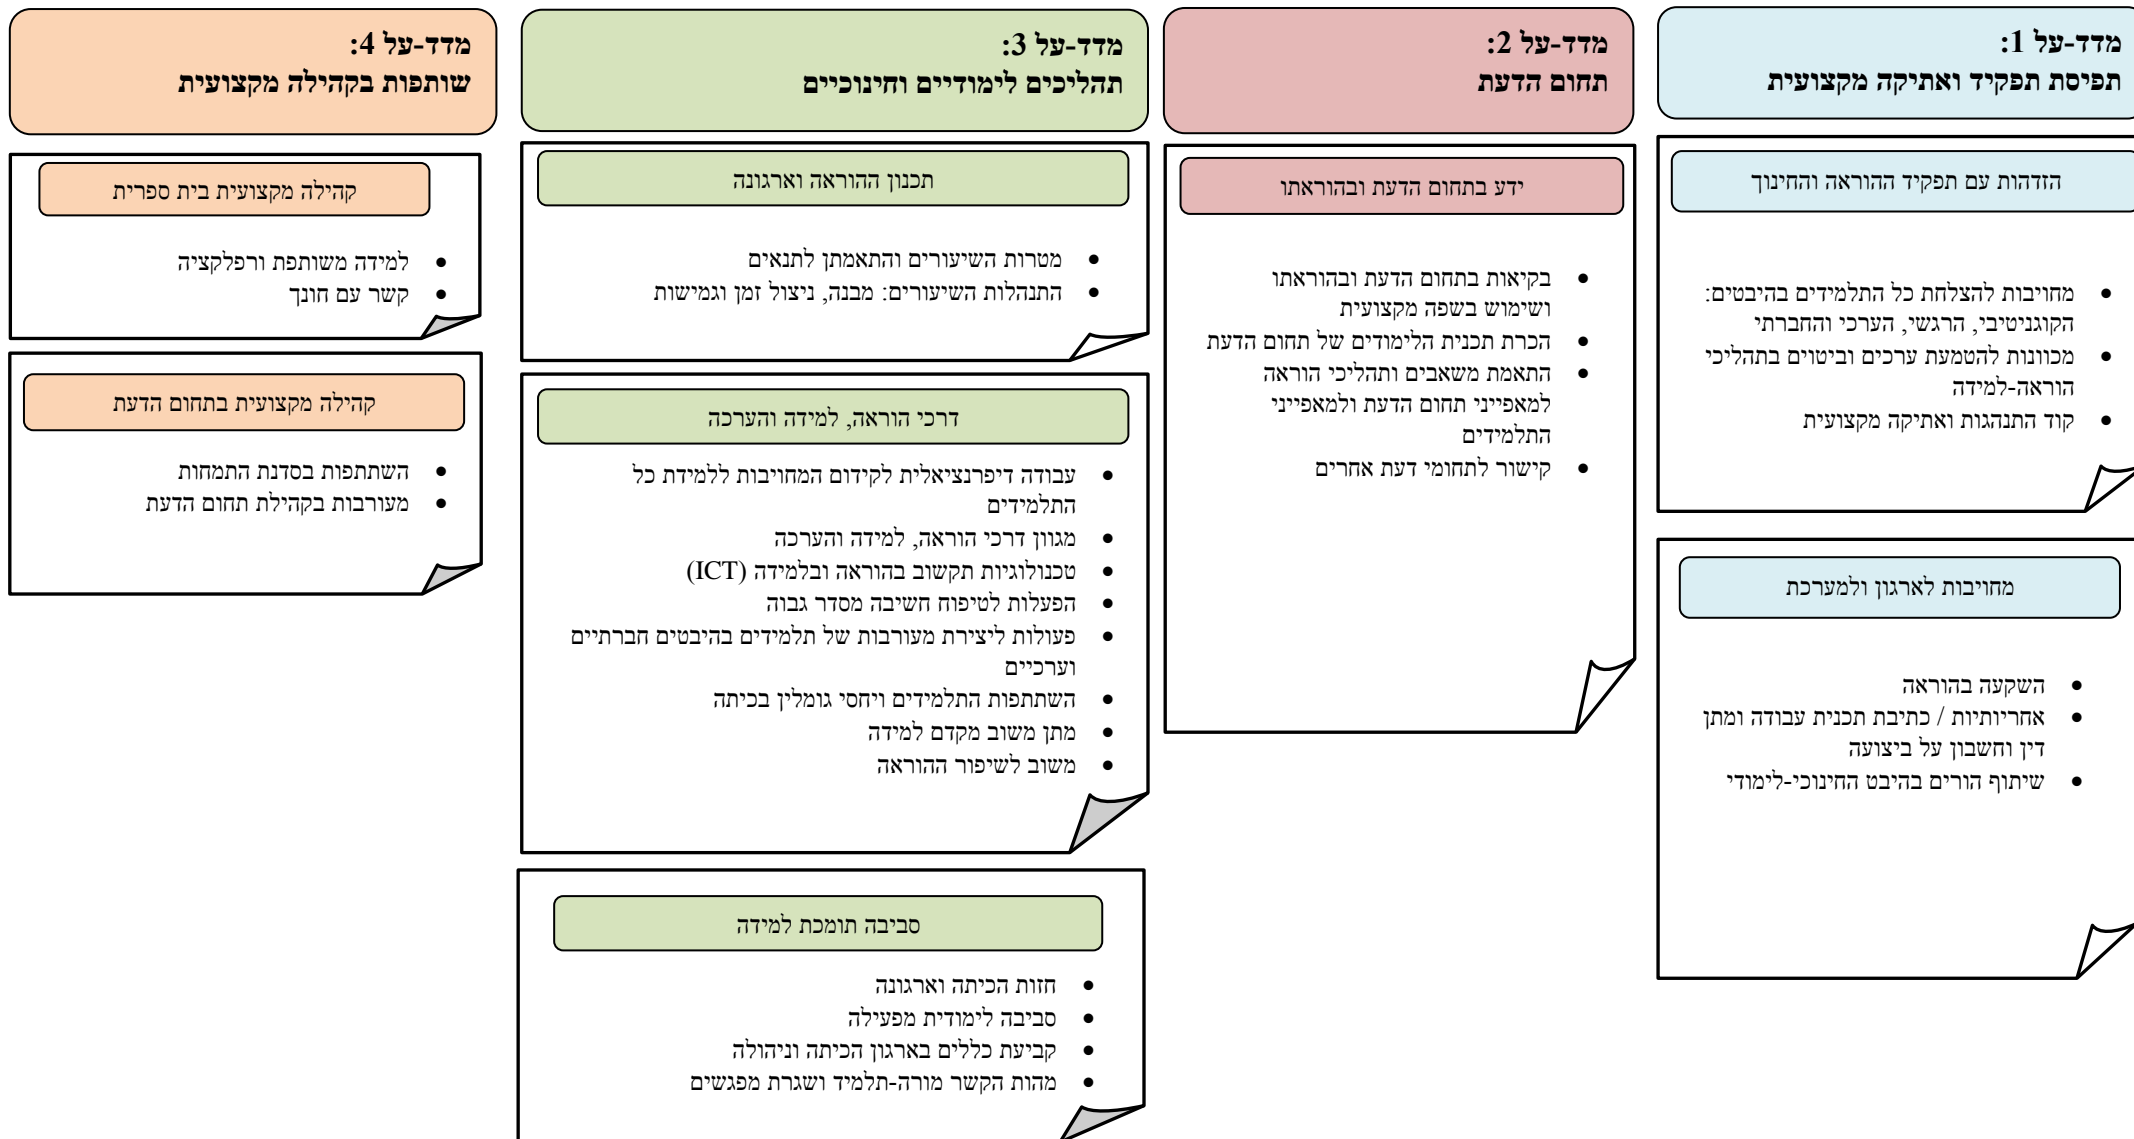 מדד-על 1:
תפיסת תפקיד ואתיקה מקצועית
הזדהות עם תפקיד ההוראה והחינוך
• מחויבות להצלחת כל התלמידים בהיבטים:
הקוגניטיבי, הרגשי, הערכי והחברתי
• מכוונות להטמעת ערכים וביטוים בתהליכי
הוראה-למידה
• קוד התנהגות ואתיקה מקצועית
מחויבות לארגון ולמערכת
• השקעה בהוראה
• אחריותיות / כתיבת תכנית עבודה ומתן
דין וחשבון על ביצועה
• שיתוף הורים בהיבט החינוכי-לימודי
מדד-על 2:
תחום הדעת
ידע בתחום הדעת ובהוראתו
• בקיאות בתחום הדעת ובהוראתו
ושימוש בשפה מקצועית
• הכרת תכנית הלימודים של תחום הדעת
• התאמת משאבים ותהליכי הוראה
למאפייני תחום הדעת ולמאפייני
התלמידים
• קישור לתחומי דעת אחרים
מדד-על 3:
תהליכים לימודיים וחינוכיים
תכנון ההוראה וארגונה
• מטרות השיעורים והתאמתן לתנאים
• התנהלות השיעורים: מבנה, ניצול זמן וגמישות
דרכי הוראה, למידה והערכה
• עבודה דיפרנציאלית לקידום המחויבות ללמידת כל
התלמידים
• מגוון דרכי הוראה, למידה והערכה
• טכנולוגיות תקשוב בהוראה ובלמידה (ICT)
• הפעלות לטיפוח חשיבה מסדר גבוה
• פעולות ליצירת מעורבות של תלמידים בהיבטים חברתיים
וערכיים
• השתתפות התלמידים ויחסי גומלין בכיתה
• מתן משוב מקדם למידה
• משוב לשיפור ההוראה
סביבה תומכת למידה
• חזות הכיתה וארגונה
• סביבה לימודית מפעילה
• קביעת כללים בארגון הכיתה וניהולה
• מהות הקשר מורה-תלמיד ושגרת מפגשים
מדד-על 4:
שותפות בקהילה מקצועית
קהילה מקצועית בית ספרית
• למידה משותפת ורפלקציה
• קשר עם חונך
קהילה מקצועית בתחום הדעת
• השתתפות בסדנת התמחות
• מעורבות בקהילת תחום הדעת